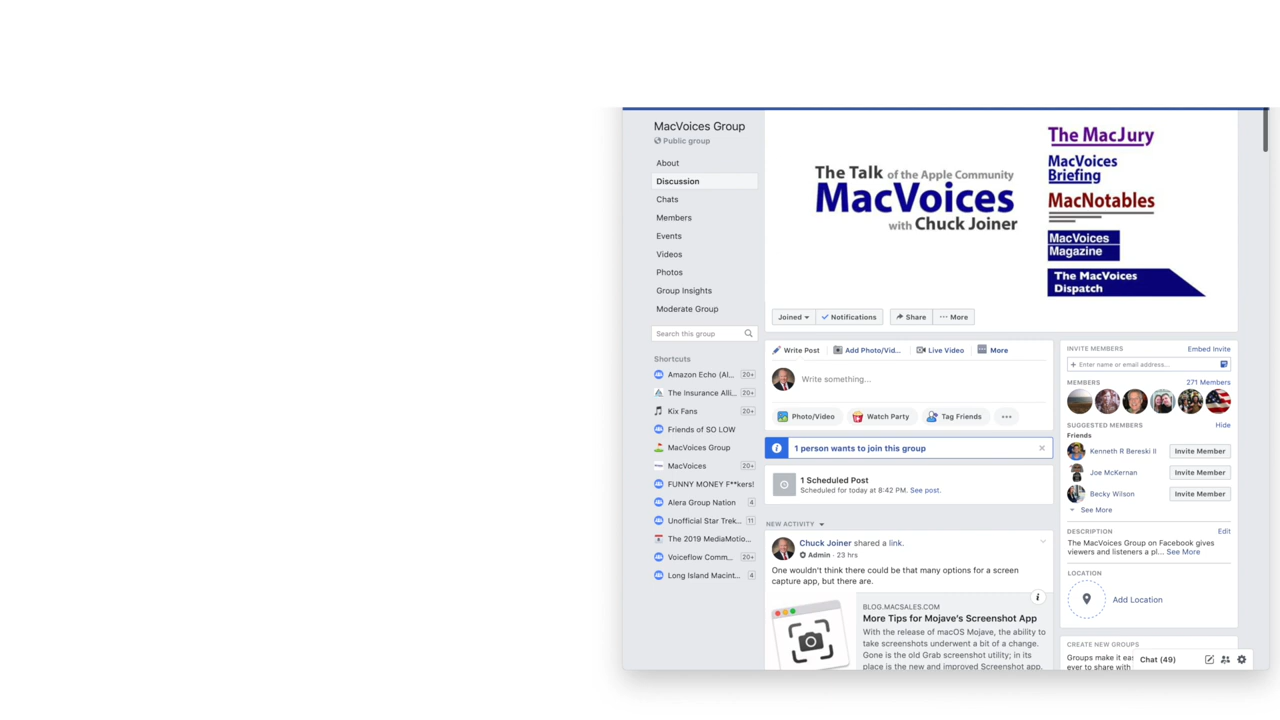 MacVoices Group
Public group
About
Discussion
Chats
Members
Events
Videos
Photos
Group Insights
Moderate Group
Search this group
Shortcuts
Amazon Echo (Al... 20+
The Insurance Alli... 20+
Kix Fans 20+
Friends of SO LOW
MacVoices Group
MacVoices 20+
FUNNY MONEY F**kers!
Alera Group Nation 4
Unofficial Star Trek... 11
The 2019 MediaMotio...
Voiceflow Comm... 20+
Long Island Macint... 4
The Talk of the Apple Community
MacVoices
with Chuck Joiner
The MacJury
MacVoices
Briefing
MacNotables
MacVoices
Magazine
The MacVoices
Dispatch
Joined Notifications Share More
Write Post Add Photo/Vid... Live Video More
Write something...
Photo/Video Watch Party Tag Friends
1 person wants to join this group
1 Scheduled Post
Scheduled for today at 8:42 PM. See post.
NEW ACTIVITY
Chuck Joiner shared a link.
Admin · 23 hrs
One wouldn't think there could be that many options for a screen
capture app, but there are.
BLOG.MACSALES.COM
More Tips for Mojave's Screenshot App
With the release of macOS Mojave, the ability to
take screenshots underwent a bit of a change.
Gone is the old Grab screenshot utility; in its
place is the new and improved Screenshot app.
INVITE MEMBERS Embed Invite
+ Enter name or email address...
MEMBERS 271 Members
SUGGESTED MEMBERS Hide
Friends
Kenneth R Bereski II Invite Member
Joe McKernan Invite Member
Becky Wilson Invite Member
See More
DESCRIPTION Edit
The MacVoices Group on Facebook gives
viewers and listeners a pl... See More
LOCATION
Add Location
CREATE NEW GROUPS
Groups make it eas
ever to share with
Chat (49)